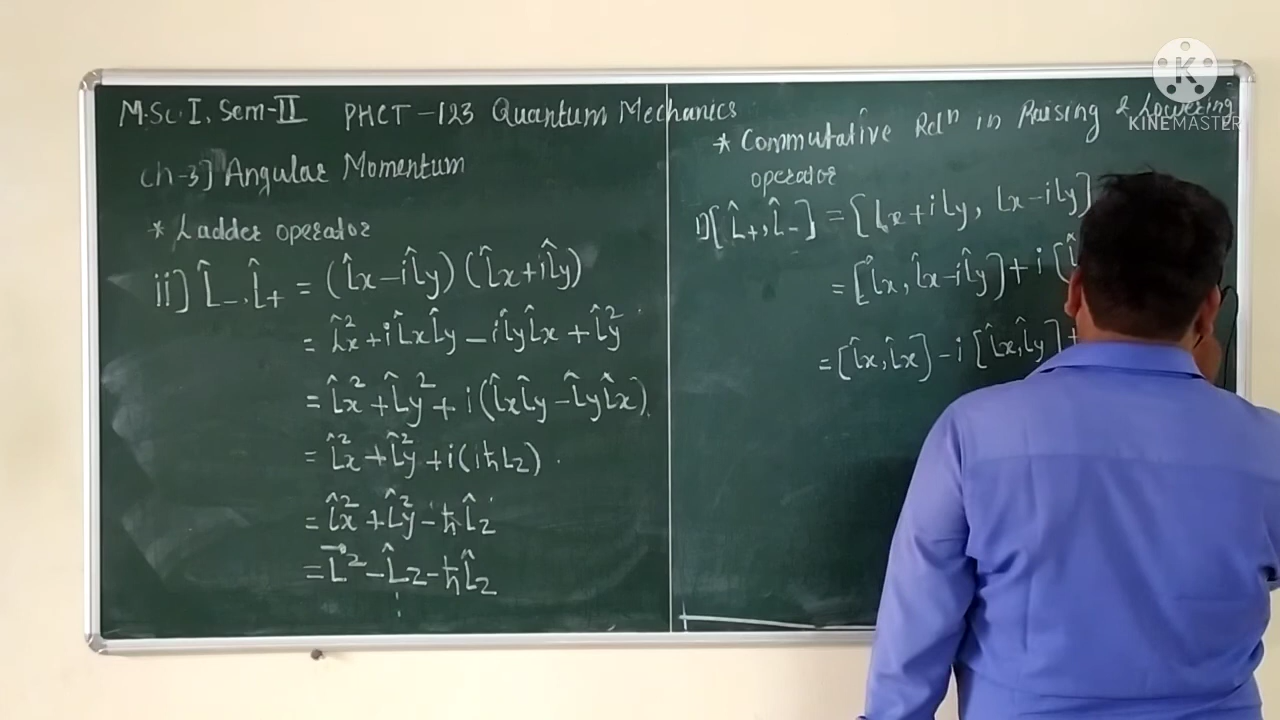 M.Sc I, Sem-II PHCT-123 Quantum Mechanics
Ch-3] Angular Momentum
* Ladder operator
ii] L̂₋.L̂₊ = (L̂x-iL̂y) (L̂x+iL̂y)
= L̂x²+iL̂xL̂y-iL̂yL̂x+L̂y²
= L̂x²+L̂y²+i(L̂xL̂y-L̂yL̂x)
= L̂x²+L̂y²+i(iħLz)
= L̂x²+L̂y²-ħL̂z
= L⃗²-L̂z-ħL̂z
* Commutative Relⁿ in Raising & Lowering
operator
1)[L̂₊,L̂₋] = [Lx+iLy, Lx-iLy]
= [L̂x, L̂x-iL̂y]+i[L̂
= [L̂x,L̂x]-i[L̂x,L̂y]+
KINEMASTER